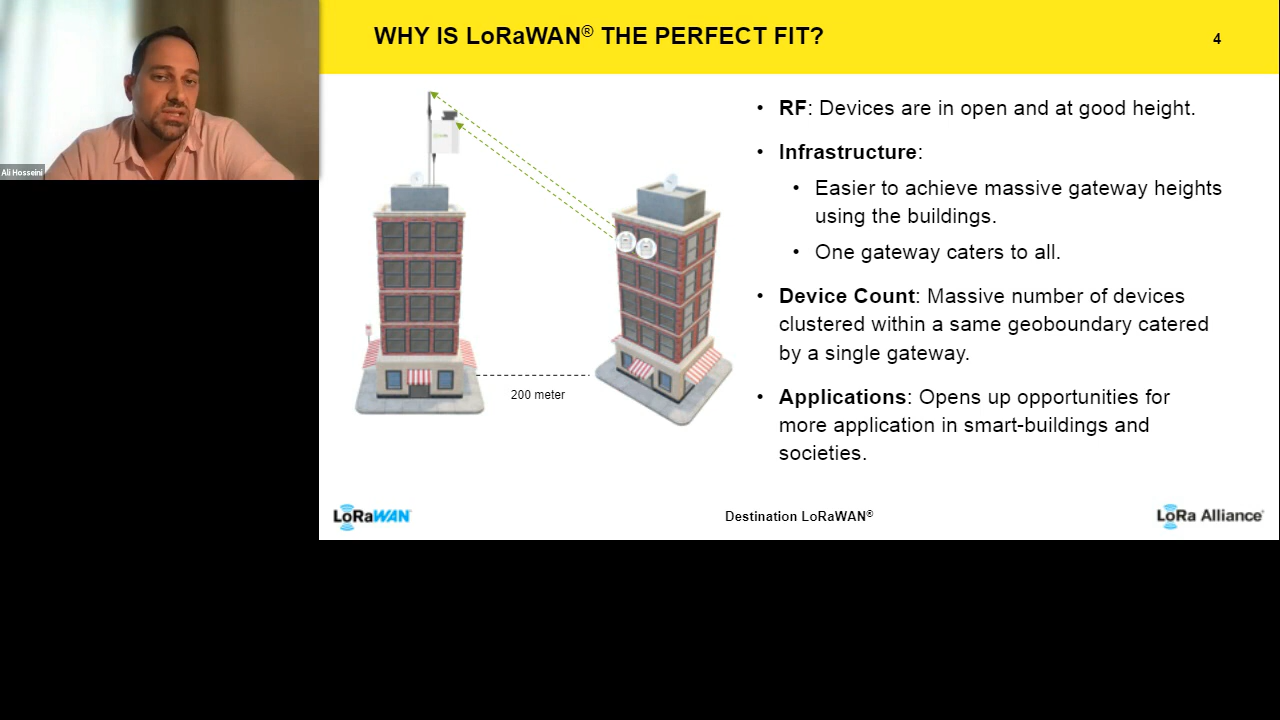 WHY IS LoRaWAN® THE PERFECT FIT?
4
Ali Hosseini
• RF: Devices are in open and at good height.
• Infrastructure:
• Easier to achieve massive gateway heights
using the buildings.
• One gateway caters to all.
• Device Count: Massive number of devices
clustered within a same geoboundary catered
by a single gateway.
• Applications: Opens up opportunities for
more application in smart-buildings and
societies.
200 meter
LoRaWAN
Destination LoRaWAN®
LoRa Alliance